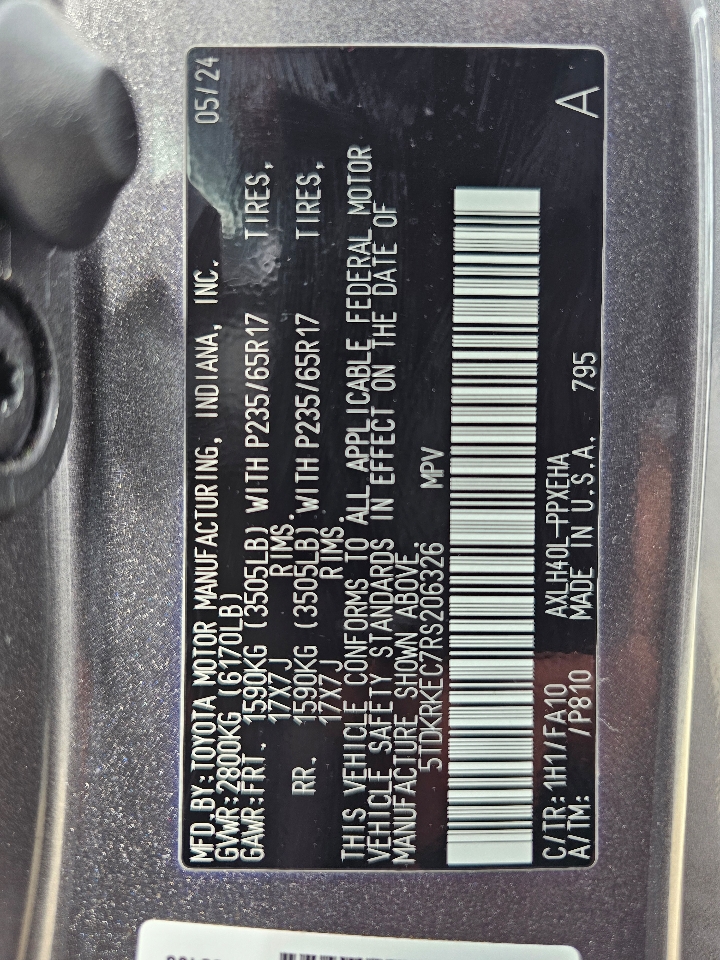 MFD.BY:TOYOTA MOTOR MANUFACTURING, INDIANA, INC. 05/24
GVWR:2800KG (6170LB)
GAWR:FRT. 1590KG (3505LB) WITH P235/65R17 TIRES,
17X7J RIMS.
RR. 1590KG (3505LB) WITH P235/65R17 TIRES,
17X7J RIMS.
THIS VEHICLE CONFORMS TO ALL APPLICABLE FEDERAL MOTOR
VEHICLE SAFETY STANDARDS IN EFFECT ON THE DATE OF
MANUFACTURE SHOWN ABOVE.
5TDKRKEC7RS206326 MPV
C/TR:1H1/FA10 AXLH40L-PPXEHA
A/TM: /P810 MADE IN U.S.A. 795 A